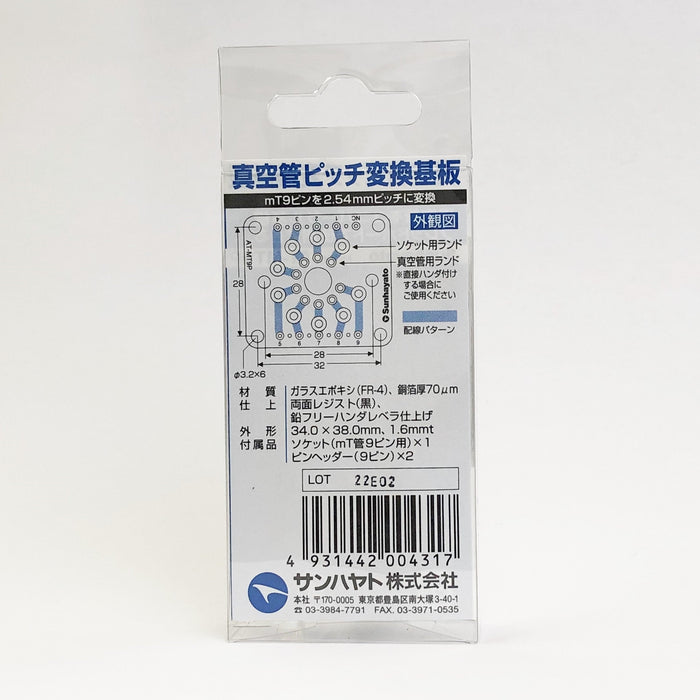 真空管ピッチ変換基板
mT9ピンを2.54mmピッチに変換
外観図
4 3 2 1 NC
AT-MT9P
Sunhayato
5 6 7 8 9
ソケット用ランド
真空管用ランド
※直接ハンダ付け
する場合に
ご使用ください
配線パターン
28
28
32
φ3.2×6
材質 ガラスエポキシ(FR-4)、銅箔厚70μm
仕上 両面レジスト(黒)、
鉛フリーハンダレベラ仕上げ
外形 34.0×38.0mm、1.6mmt
付属品 ソケット(mT管9ピン用)×1
ピンヘッダー(9ピン)×2
LOT 22E02
4 931442 004317
サンハヤト株式会社
本社 〒170-0005 東京都豊島区南大塚3-40-1
☎ 03-3984-7791 FAX. 03-3971-0535